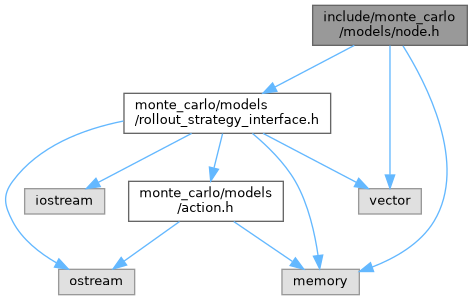 include/monte_carlo
/models/node.h
monte_carlo/models
/rollout_strategy_interface.h
iostream
monte_carlo/models
/action.h
vector
ostream
memory